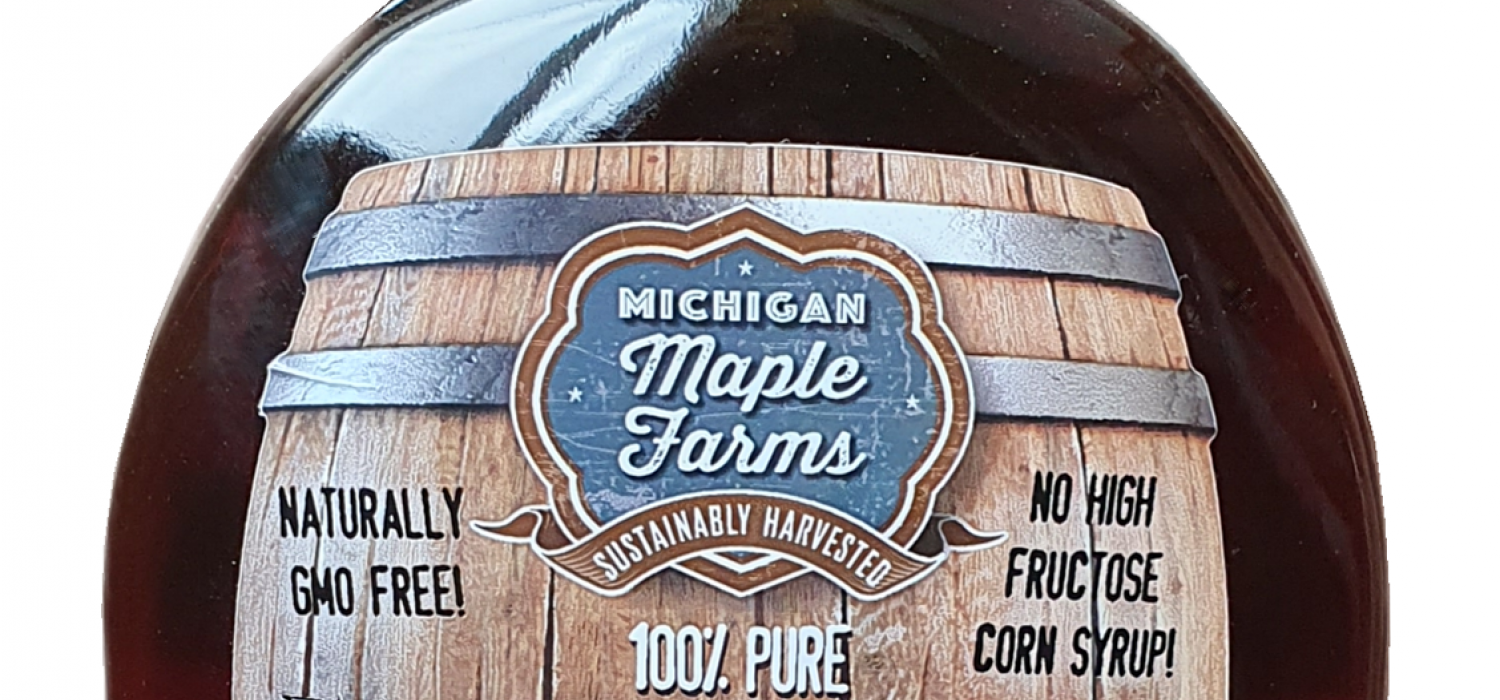 MICHIGAN
Maple
Farms
SUSTAINABLY HARVESTED
NATURALLY
GMO FREE!
NO HIGH
FRUCTOSE
CORN SYRUP!
100% PURE